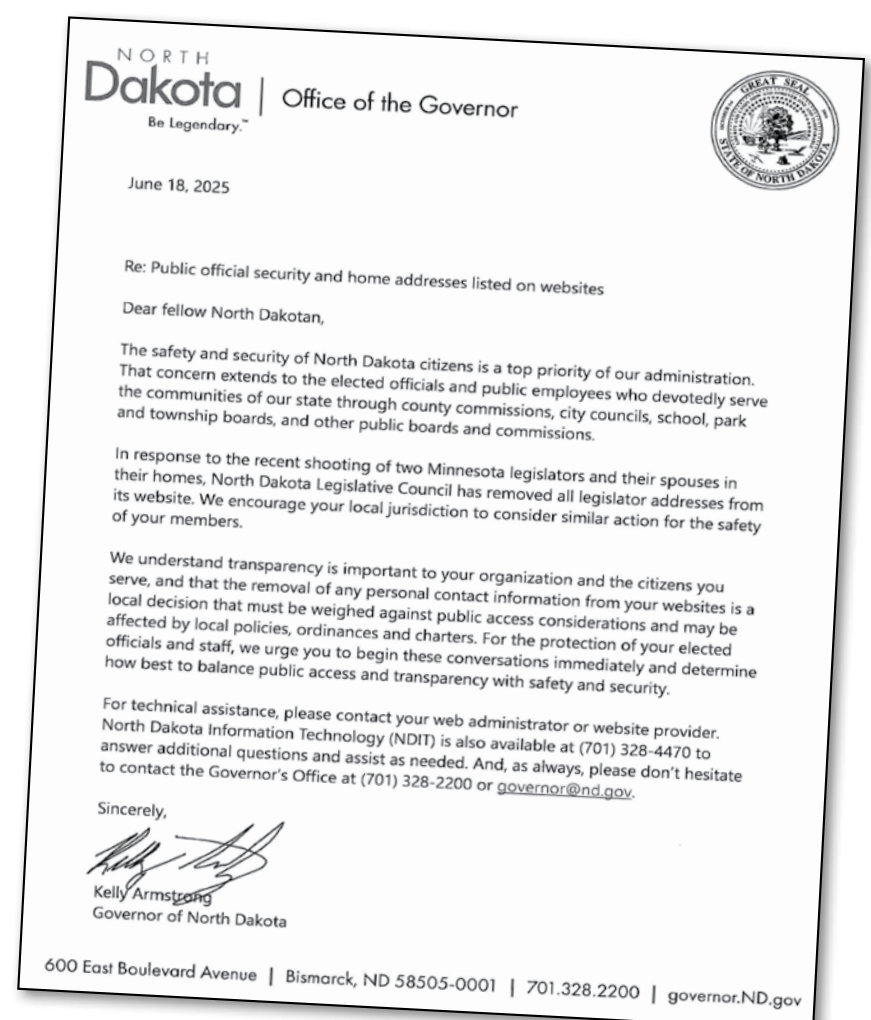 NORTH
Dakota | Office of the Governor
Be Legendary.™
GREAT SEAL
STATE OF NORTH DAKOTA
June 18, 2025
Re: Public official security and home addresses listed on websites
Dear fellow North Dakotan,
The safety and security of North Dakota citizens is a top priority of our administration.
That concern extends to the elected officials and public employees who devotedly serve
the communities of our state through county commissions, city councils, school, park
and township boards, and other public boards and commissions.
In response to the recent shooting of two Minnesota legislators and their spouses in
their homes, North Dakota Legislative Council has removed all legislator addresses from
its website. We encourage your local jurisdiction to consider similar action for the safety
of your members.
We understand transparency is important to your organization and the citizens you
serve, and that the removal of any personal contact information from your websites is a
local decision that must be weighed against public access considerations and may be
affected by local policies, ordinances and charters. For the protection of your elected
officials and staff, we urge you to begin these conversations immediately and determine
how best to balance public access and transparency with safety and security.
For technical assistance, please contact your web administrator or website provider.
North Dakota Information Technology (NDIT) is also available at (701) 328-4470 to
answer additional questions and assist as needed. And, as always, please don't hesitate
to contact the Governor's Office at (701) 328-2200 or governor@nd.gov.
Sincerely,
Kelly Armstrong
Governor of North Dakota
600 East Boulevard Avenue | Bismarck, ND 58505-0001 | 701.328.2200 | governor.ND.gov